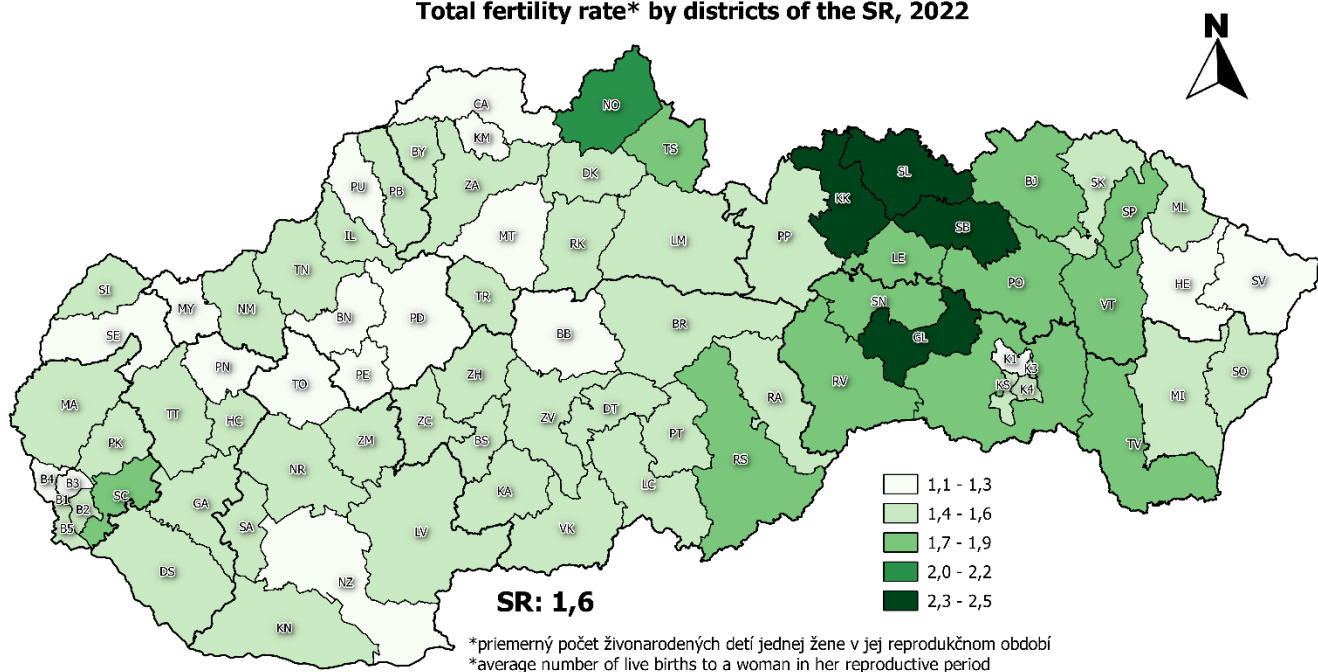 Total fertility rate* by districts of the SR, 2022
N
CA
NO
KM
TS
BY
PU
PB
ZA
DK
SL
BJ
SK
SP
ML
KK
SB
IL
MT
RK
LM
PP
LE
PO
HE
SV
TN
SI
MY
NM
BN
PD
TR
SN
VT
SE
BB
BR
GL
PN
TO
PE
ZH
RV
K1
K3
KS
K4
SO
MA
TT
HC
ZM
ZC
ZV
DT
RA
MI
PK
NR
BS
PT
RS
TV
B4
B3
B1
B2
B5
SC
GA
SA
KA
LC
LV
VK
DS
NZ
KN
1,1 - 1,3
1,4 - 1,6
1,7 - 1,9
2,0 - 2,2
2,3 - 2,5
SR: 1,6
*priemerný počet živonarodených detí jednej žene v jej reprodukčnom období
*average number of live births to a woman in her reproductive period